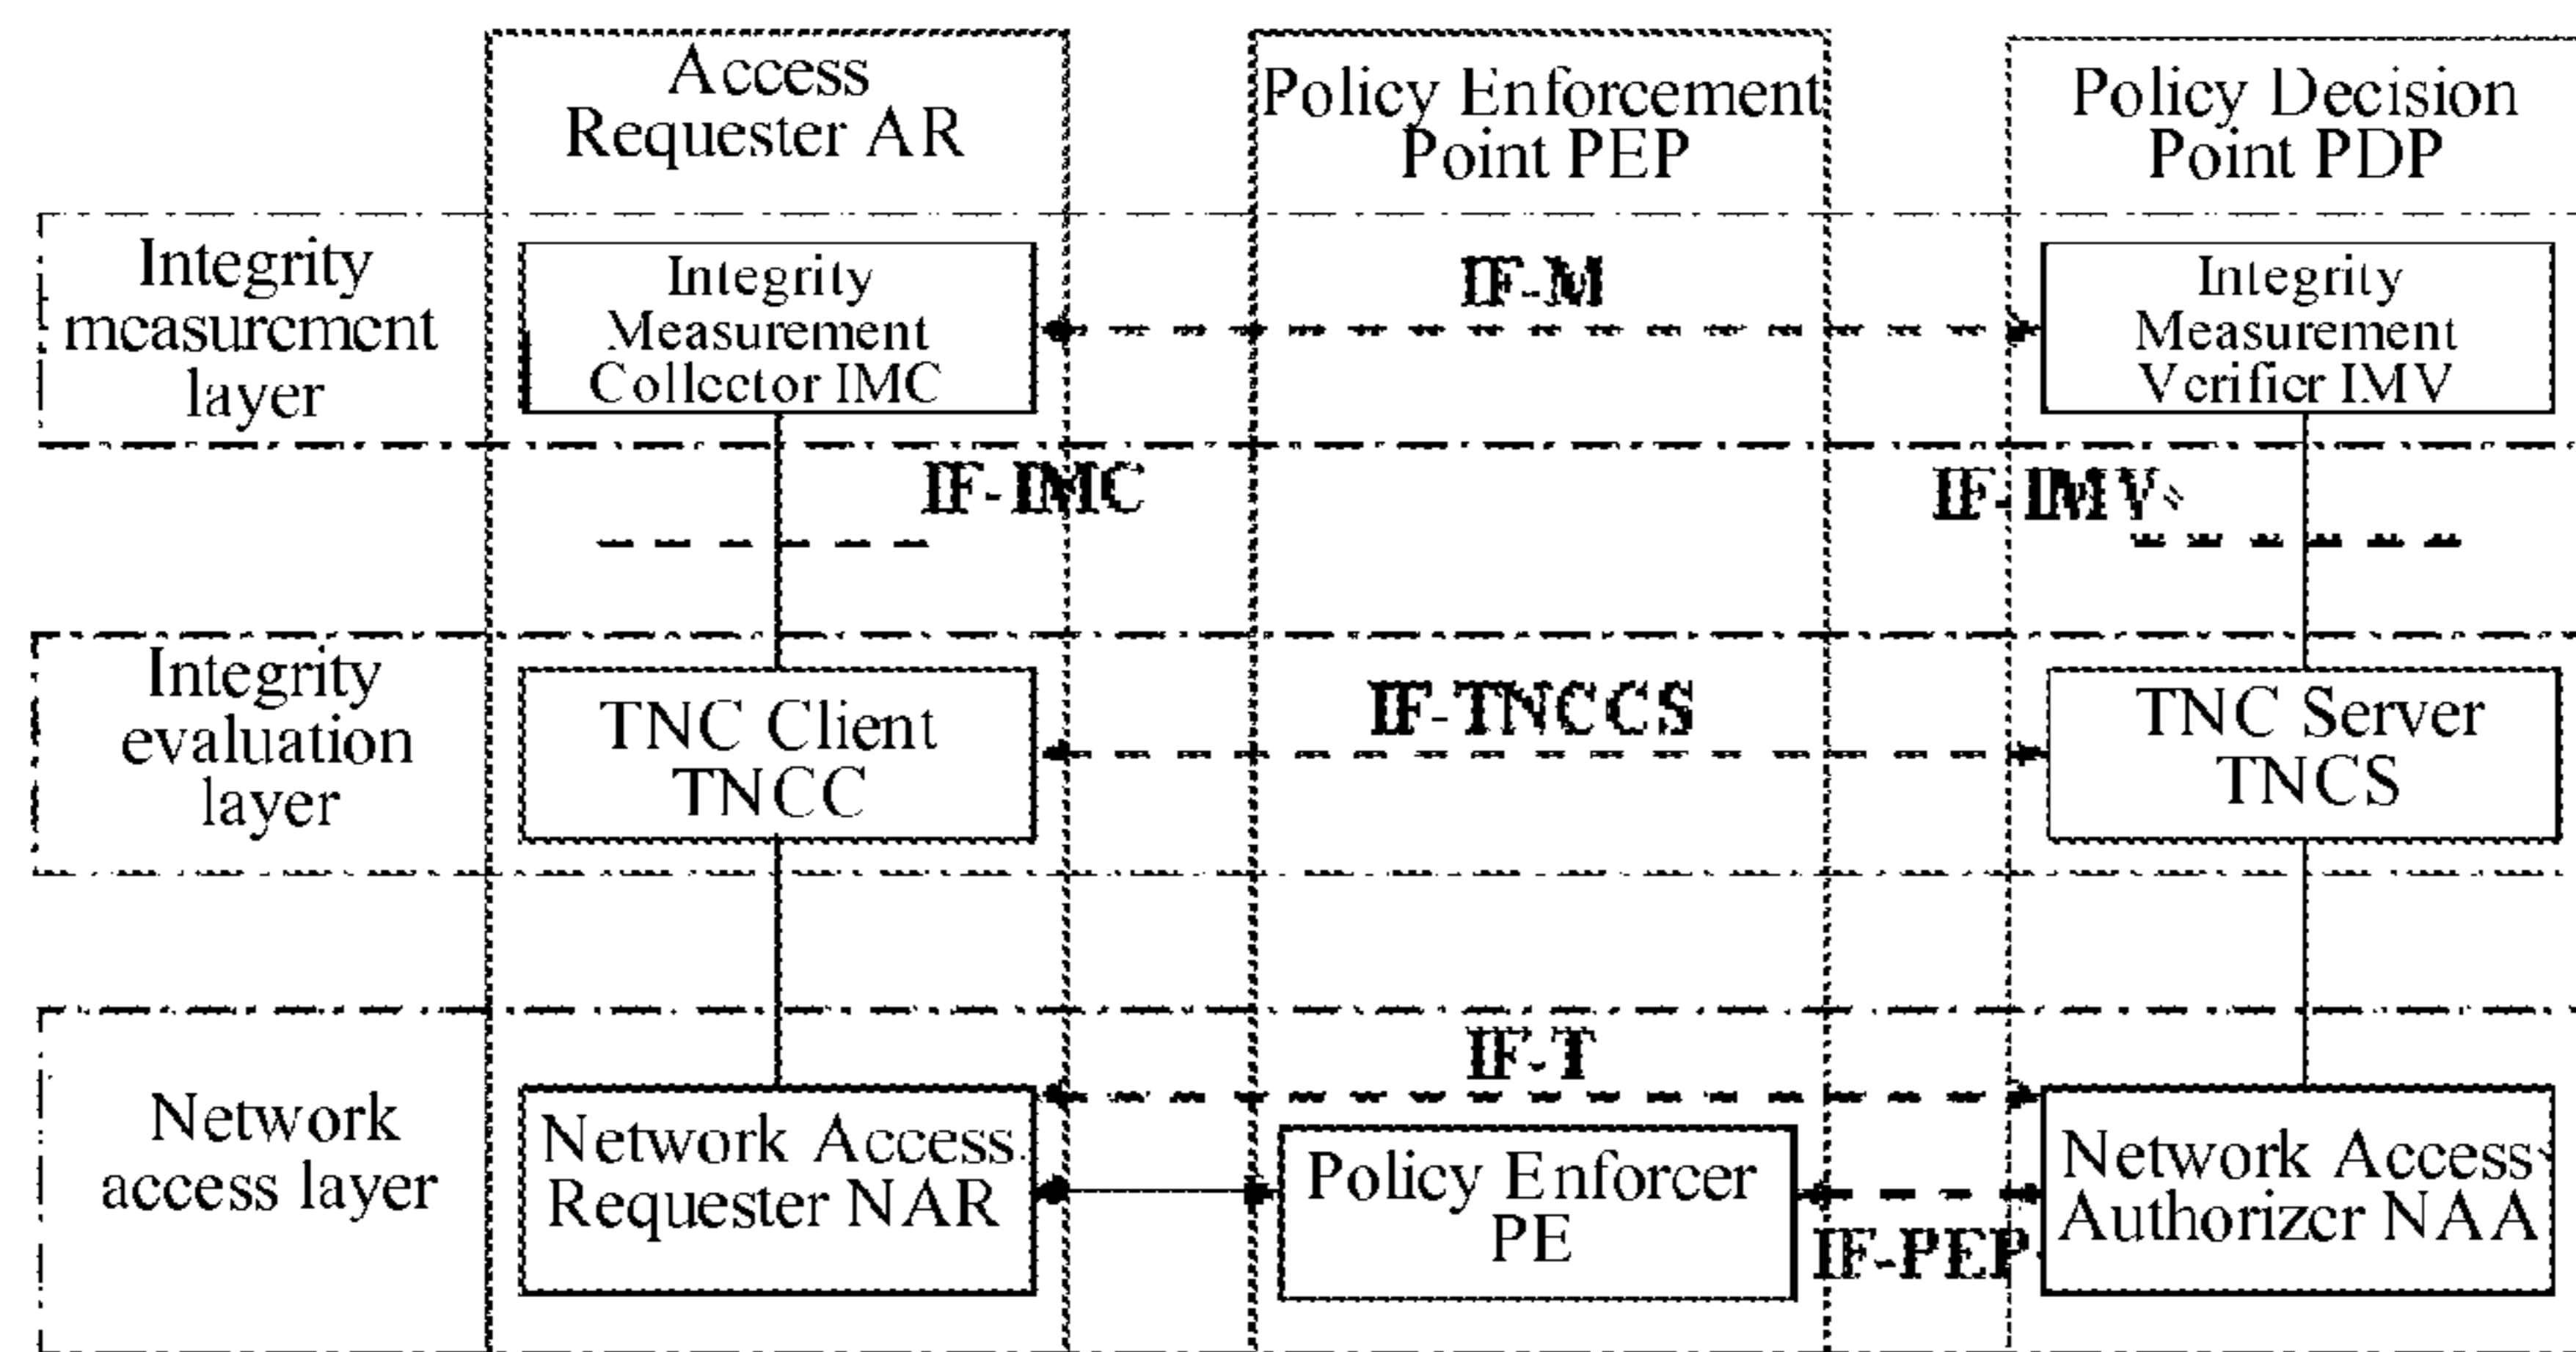 Access
Requester AR
Policy Enforcement
Point PEP
Policy Decision
Point PDP
Integrity
measurement
layer
Integrity
Measurement
Collector IMC
IF-M
Integrity
Measurement
Verifier IMV
IF-IMC
IF-IMV
Integrity
evaluation
layer
TNC Client
TNCC
IF-TNCCS
TNC Server
TNCS
Network
access layer
IF-T
Network Access
Requester NAR
Policy Enforcer
PE
IF-PEP
Network Access
Authorizer NAA